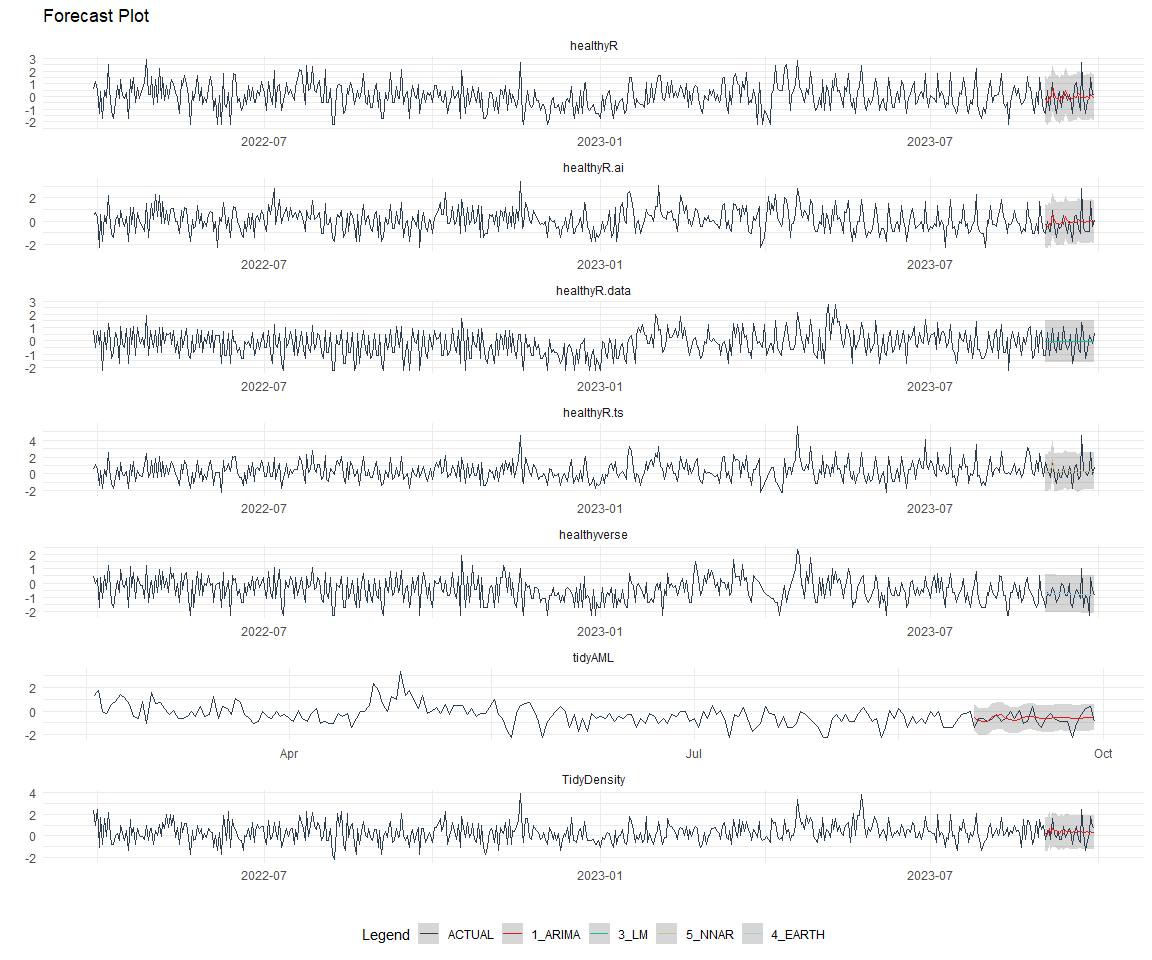 Forecast Plot
healthyR
3
2
1
0
-1
-2
2022-07 2023-01 2023-07
healthyR.ai
2
0
-2
2022-07 2023-01 2023-07
healthyR.data
3
2
1
0
-1
-2
2022-07 2023-01 2023-07
healthyR.ts
4
2
0
-2
2022-07 2023-01 2023-07
healthyverse
2
1
0
-1
-2
2022-07 2023-01 2023-07
tidyAML
2
0
-2
Apr Jul Oct
TidyDensity
4
2
0
-2
2022-07 2023-01 2023-07
Legend ACTUAL 1_ARIMA 3_LM 5_NNAR 4_EARTH